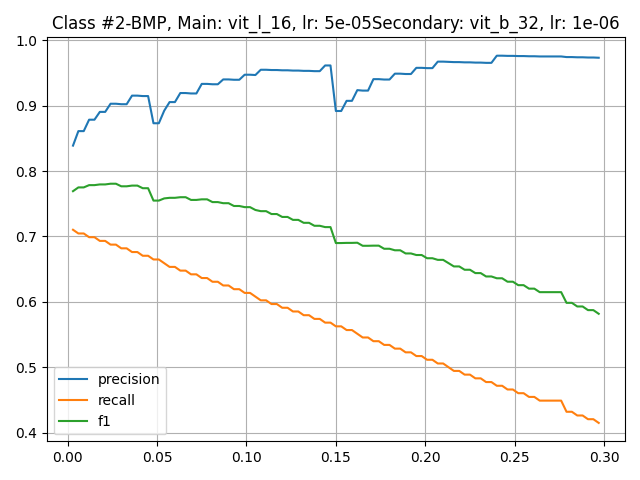 Class #2-BMP, Main: vit_l_16, lr: 5e-05Secondary: vit_b_32, lr: 1e-06
1.0
0.9
0.8
0.7
0.6
0.5
0.4
precision
recall
f1
0.00 0.05 0.10 0.15 0.20 0.25 0.30